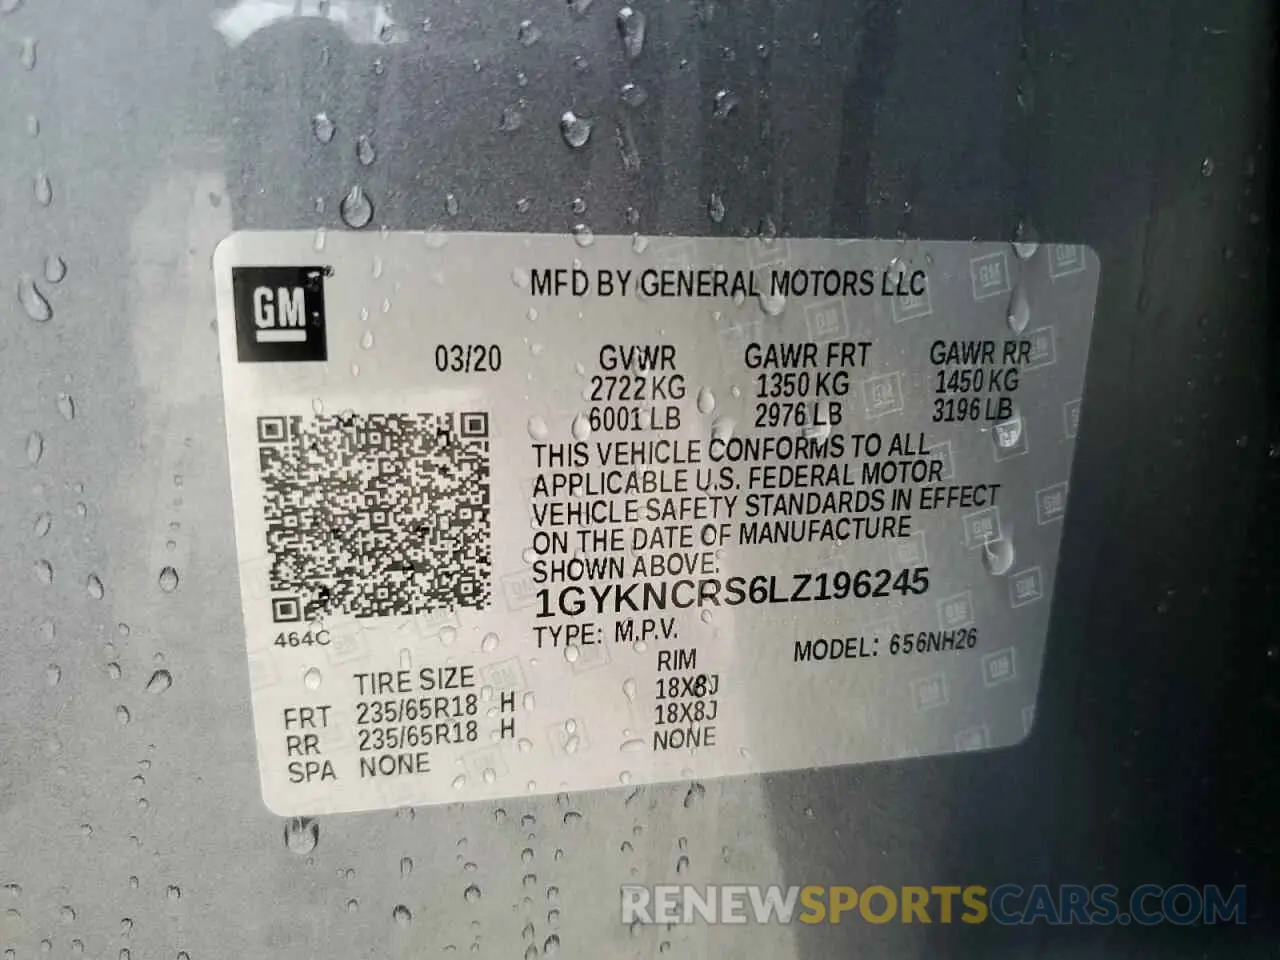 MFD BY GENERAL MOTORS LLC
GM
03/20 GVWR GAWR FRT GAWR RR
2722 KG 1350 KG 1450 KG
6001 LB 2976 LB 3196 LB
THIS VEHICLE CONFORMS TO ALL
APPLICABLE U.S. FEDERAL MOTOR
VEHICLE SAFETY STANDARDS IN EFFECT
ON THE DATE OF MANUFACTURE
SHOWN ABOVE.
1GYKNCRS6LZ196245
464C
TYPE: M.P.V. MODEL: 656NH26
TIRE SIZE RIM
FRT 235/65R18 H 18X8J
RR 235/65R18 H 18X8J
SPA NONE NONE
RENEWSPORTSCARS.COM